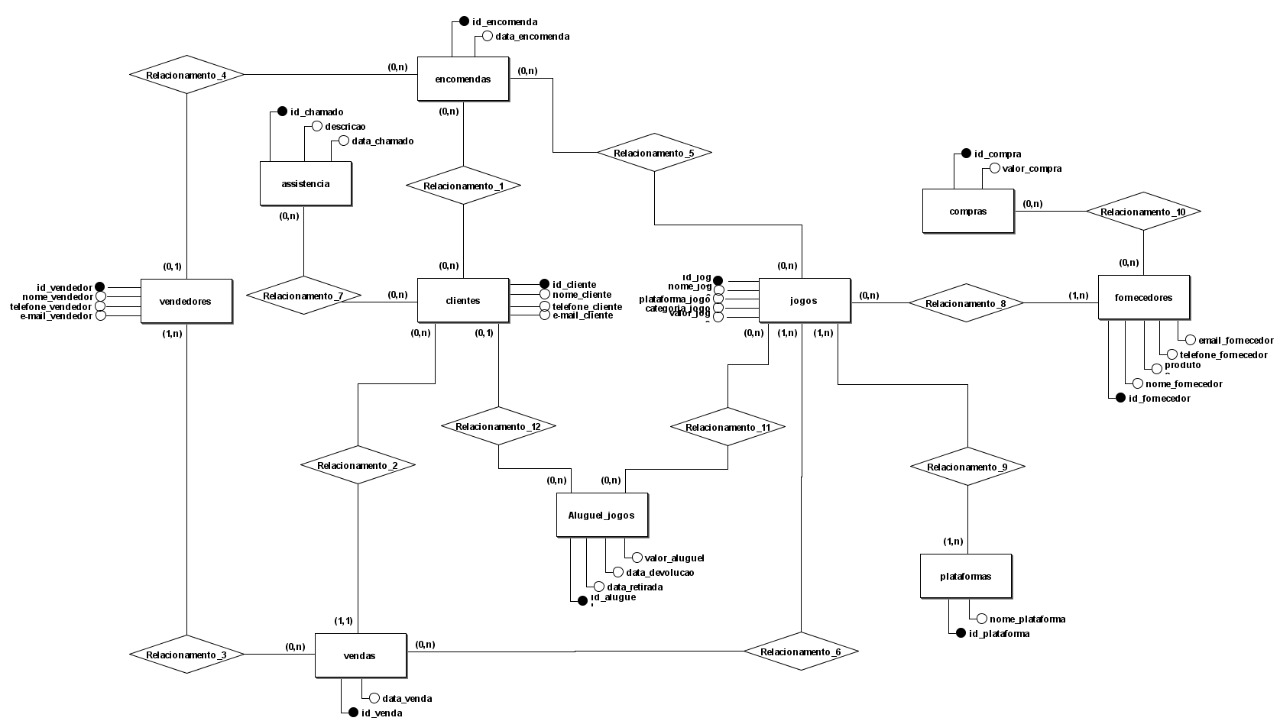 id_encomenda
data_encomenda
Relacionamento_4
(0,n)
encomendas
(0,n)
(0,n)
id_chamado
descricao
data_chamado
assistencia
(0,n)
Relacionamento_1
Relacionamento_5
id_compra
valor_compra
compras
(0,n)
Relacionamento_10
(0,1)
(0,n)
(0,n)
(0,n)
id_vendedor
nome_vendedor
telefone_vendedor
e-mail_vendedor
vendedores
(1,n)
Relacionamento_7
(0,n)
clientes
id_cliente
nome_cliente
telefone_cliente
e-mail_cliente
(0,n)
(0,1)
id_jog
nome_jog
plataforma_jogo
categoria_jogo
valor_jog
jogos
(0,n)
(0,n)
(1,n)
(1,n)
Relacionamento_8
(1,n)
fornecedores
email_fornecedor
telefone_fornecedor
produto
nome_fornecedor
id_fornecedor
Relacionamento_12
Relacionamento_11
Relacionamento_2
Relacionamento_9
(0,n)
(0,n)
Aluguel_jogos
valor_aluguel
data_devolucao
data_retirada
id_alugue
(1,n)
plataformas
nome_plataforma
id_plataforma
(1,1)
Relacionamento_3
(0,n)
vendas
(0,n)
Relacionamento_6
data_venda
id_venda